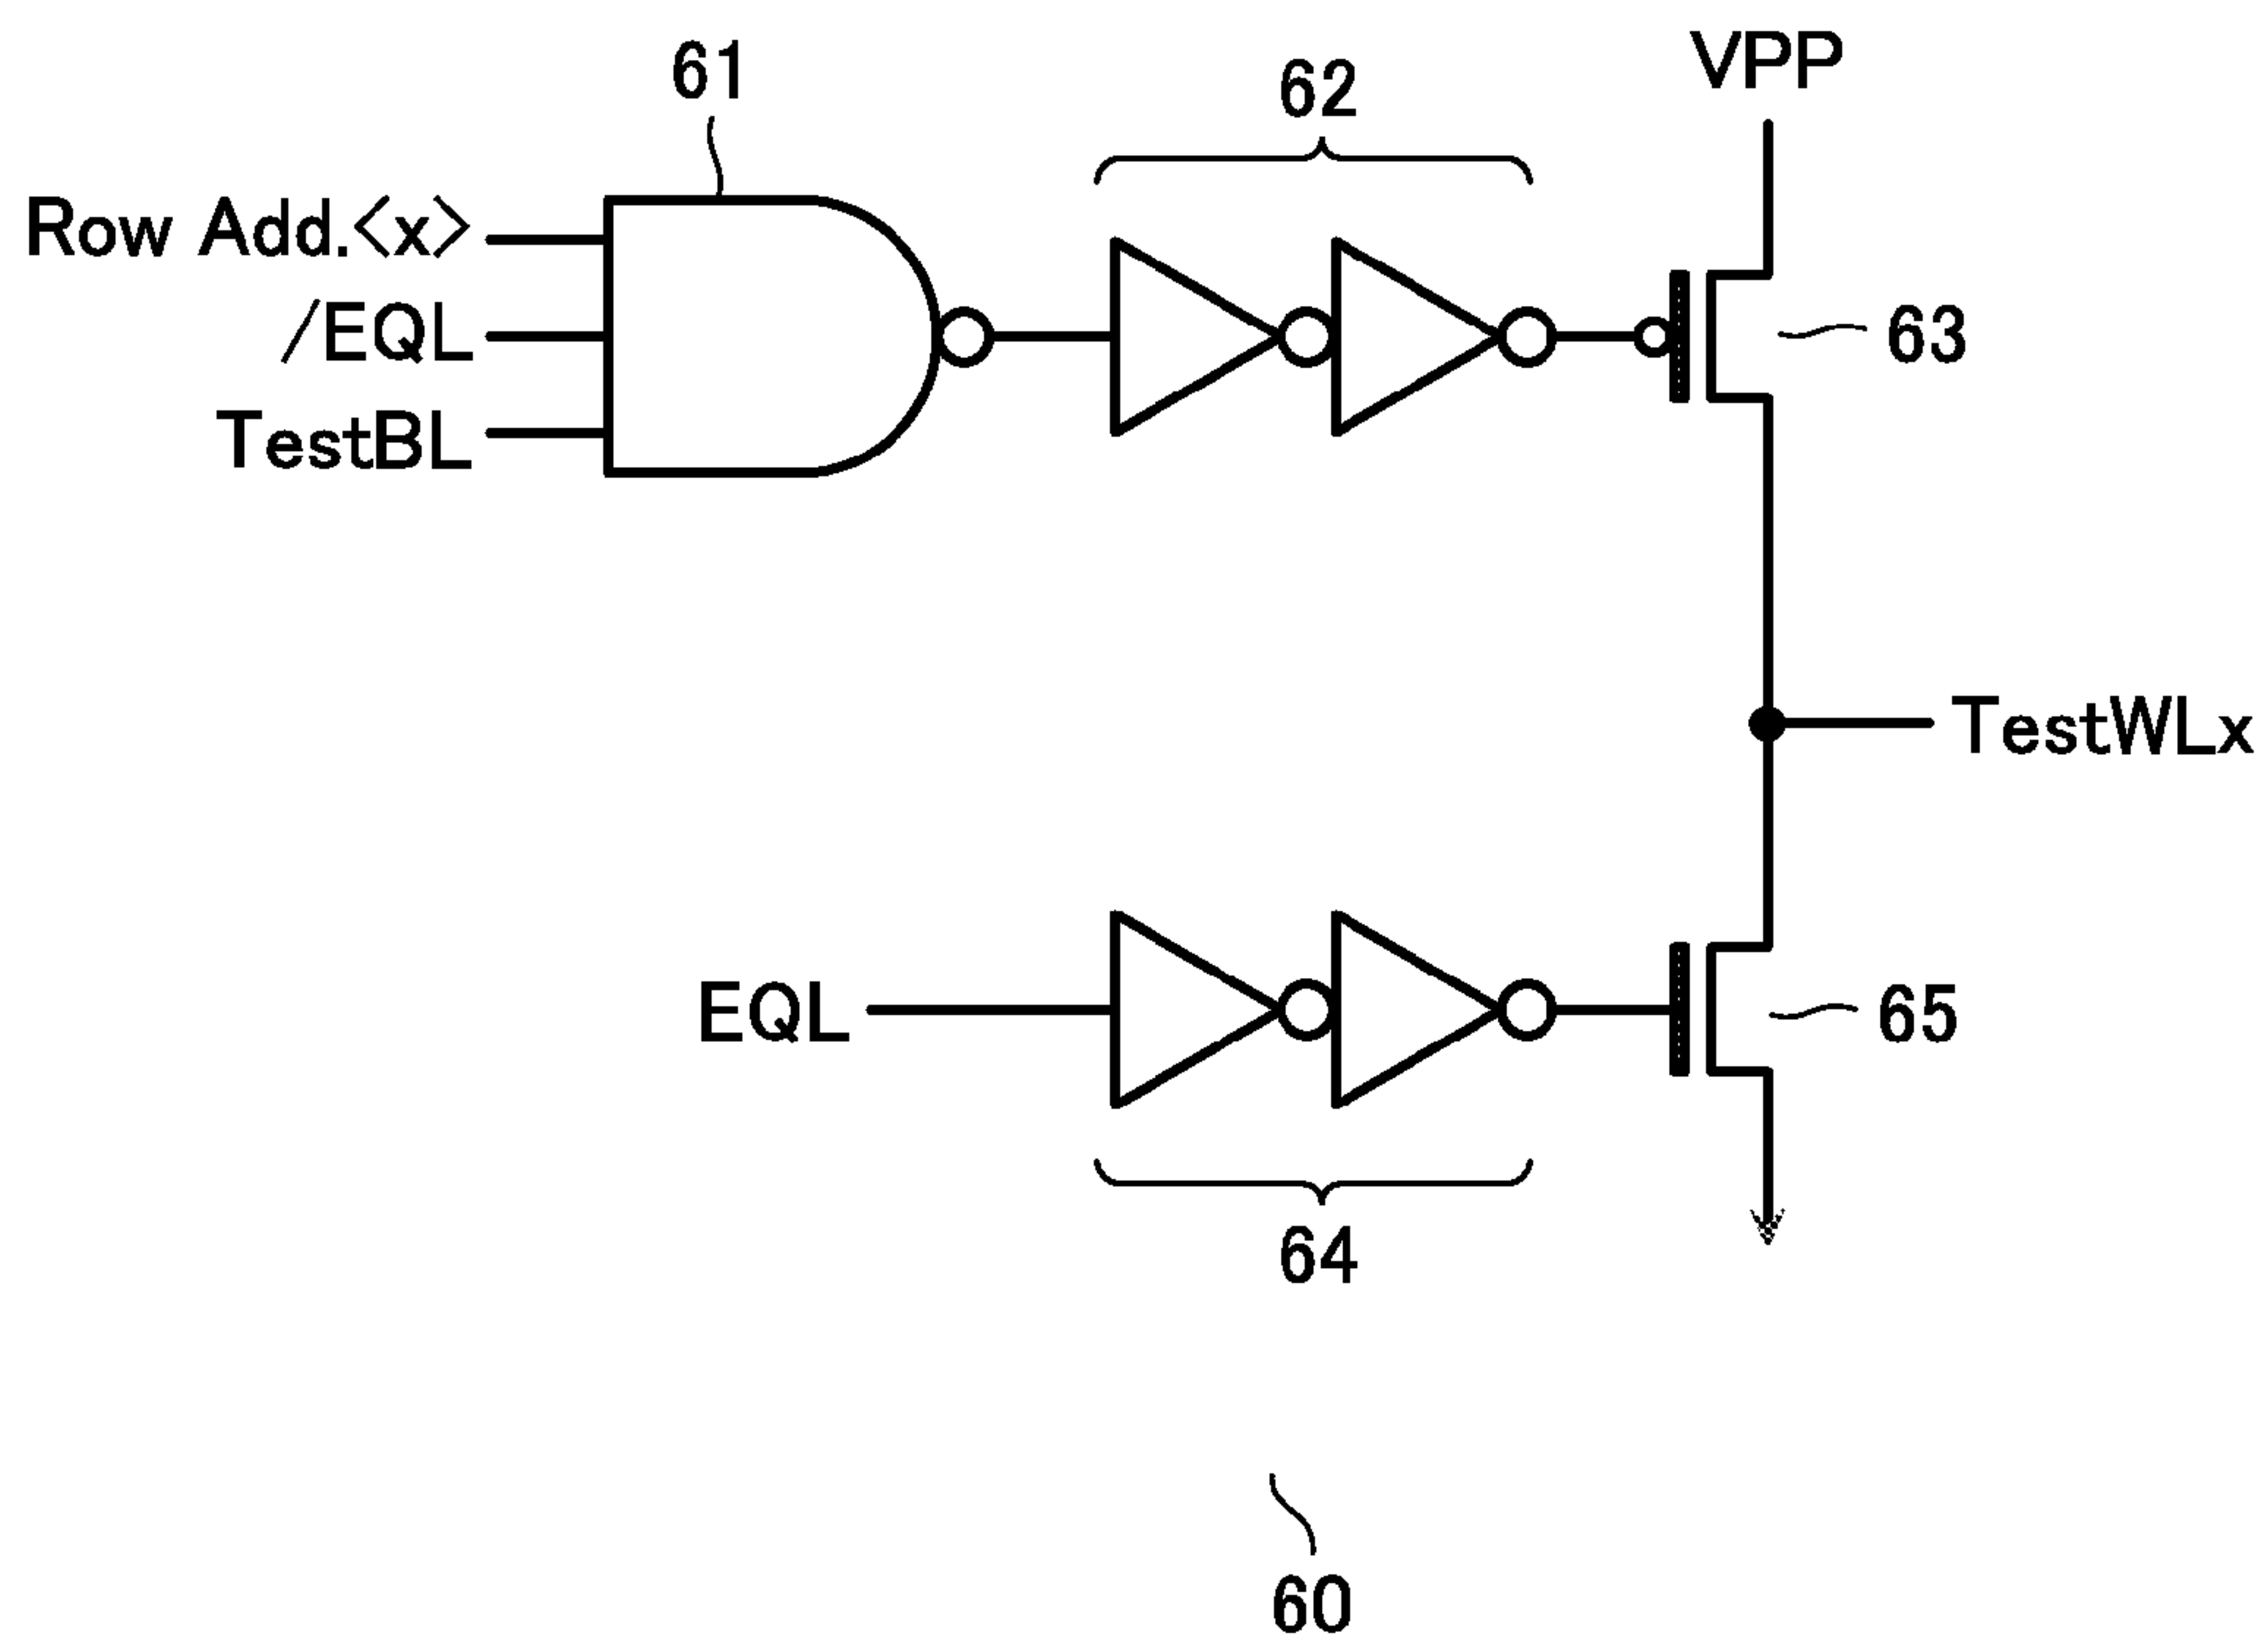 61
62
VPP
Row Add.<x>
/EQL
TestBL
63
TestWLx
EQL
65
64
60